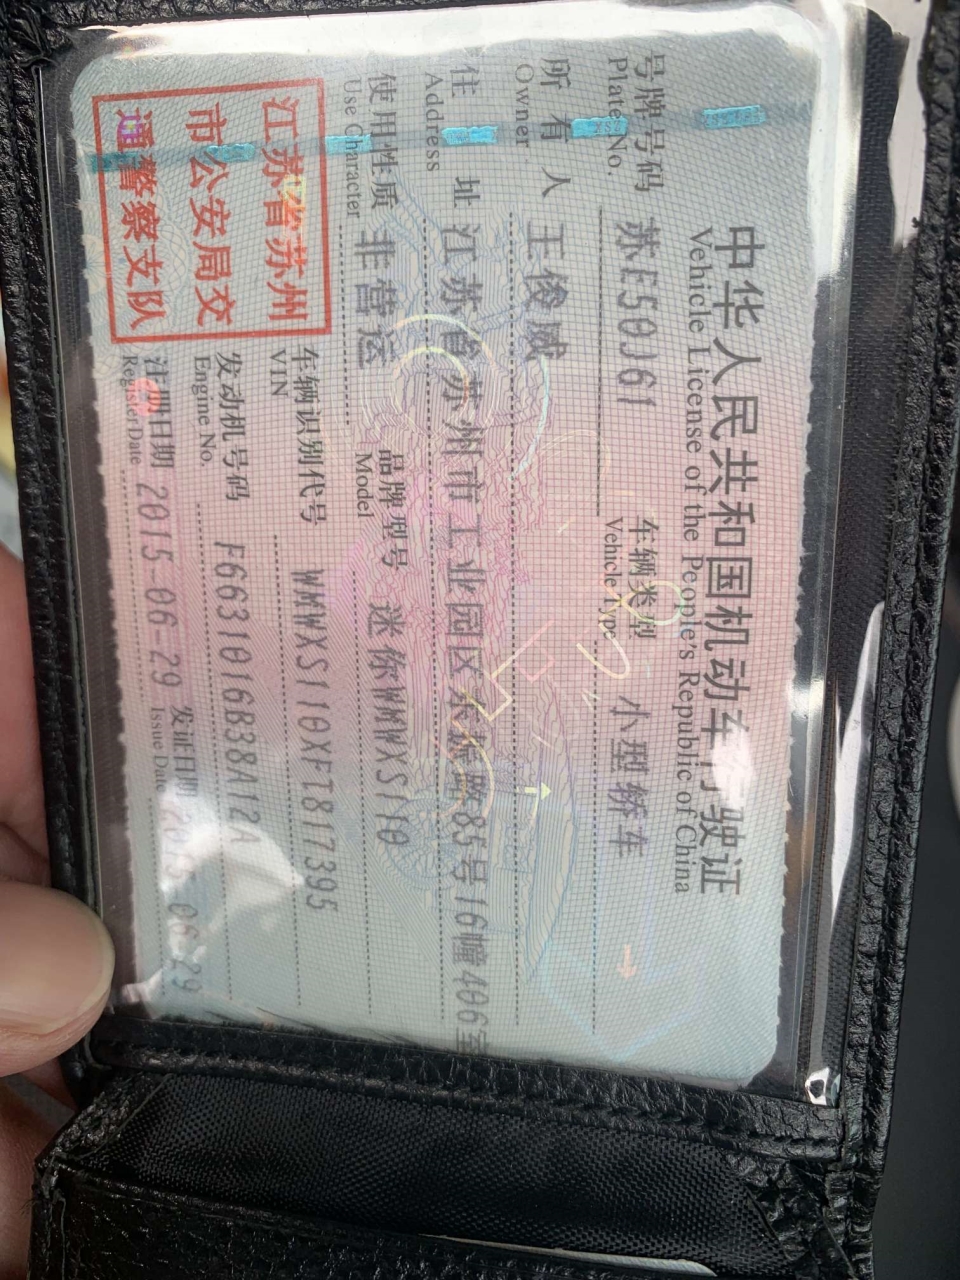 中华人民共和国机动车行驶证
Vehicle License of the People's Republic of China
号牌号码 苏E50J61 车辆类型 小型轿车
Plate No. Vehicle Type
所有人 王俊威
Owner
住址 江苏省苏州市工业园区东振路85号16幢406室
Address
使用性质 非营运 品牌型号 迷你WMWXS110
Use Character Model
江苏省苏州
市公安局交
通警察支队
车辆识别代号 WMWXS110XFT817395
VIN
发动机号码 F6631016B38A12A
Engine No.
注册日期 2015-06-29 发证日期 2015-06-29
Register Date Issue Date